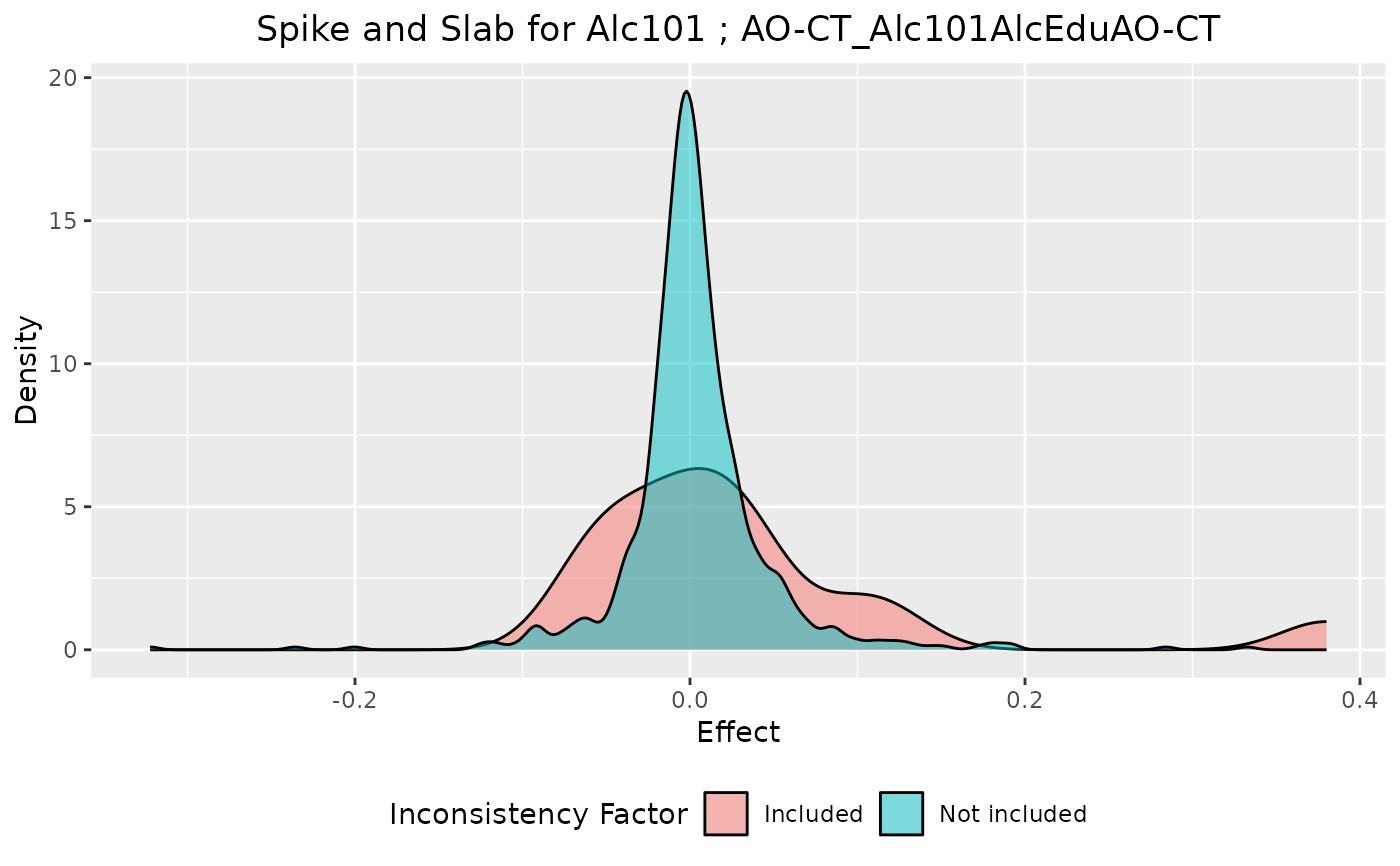 Spike and Slab for Alc101 ; AO-CT_Alc101AlcEduAO-CT
20
15
10
5
0
Density
-0.2
0.0
0.2
0.4
Effect
Inconsistency Factor
Included
Not included